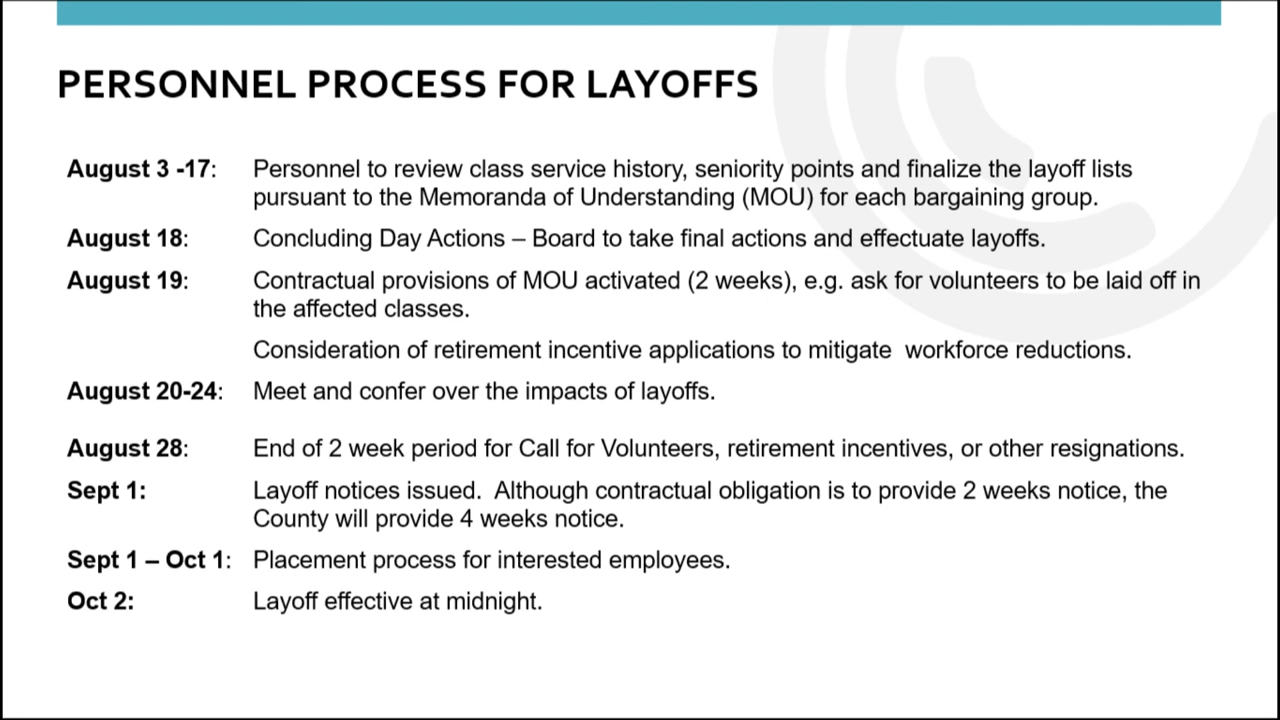 PERSONNEL PROCESS FOR LAYOFFS
August 3 -17: Personnel to review class service history, seniority points and finalize the layoff lists
pursuant to the Memoranda of Understanding (MOU) for each bargaining group.
August 18: Concluding Day Actions – Board to take final actions and effectuate layoffs.
August 19: Contractual provisions of MOU activated (2 weeks), e.g. ask for volunteers to be laid off in
the affected classes.
Consideration of retirement incentive applications to mitigate  workforce reductions.
August 20-24: Meet and confer over the impacts of layoffs.
August 28: End of 2 week period for Call for Volunteers, retirement incentives, or other resignations.
Sept 1: Layoff notices issued.  Although contractual obligation is to provide 2 weeks notice, the
County will provide 4 weeks notice.
Sept 1 – Oct 1: Placement process for interested employees.
Oct 2: Layoff effective at midnight.